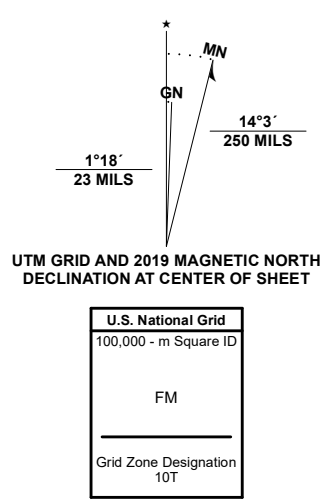 ★
MN
GN
14°3´
250 MILS
1°18´
23 MILS
UTM GRID AND 2019 MAGNETIC NORTH
DECLINATION AT CENTER OF SHEET
U.S. National Grid
100,000 - m Square ID
FM
Grid Zone Designation
10T